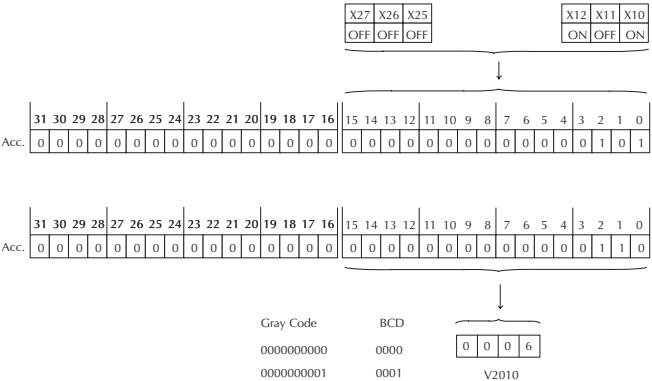 X27 X26 X25 X12 X11 X10
OFF OFF OFF ON OFF ON
31 30 29 28 27 26 25 24 23 22 21 20 19 18 17 16 15 14 13 12 11 10 9 8 7 6 5 4 3 2 1 0
Acc. 0 0 0 0 0 0 0 0 0 0 0 0 0 0 0 0 0 0 0 0 0 0 0 0 0 0 0 0 0 1 0 1
31 30 29 28 27 26 25 24 23 22 21 20 19 18 17 16 15 14 13 12 11 10 9 8 7 6 5 4 3 2 1 0
Acc. 0 0 0 0 0 0 0 0 0 0 0 0 0 0 0 0 0 0 0 0 0 0 0 0 0 0 0 0 0 1 1 0
Gray Code BCD
0000000000 0000 0 0 0 6
0000000001 0001 V2010